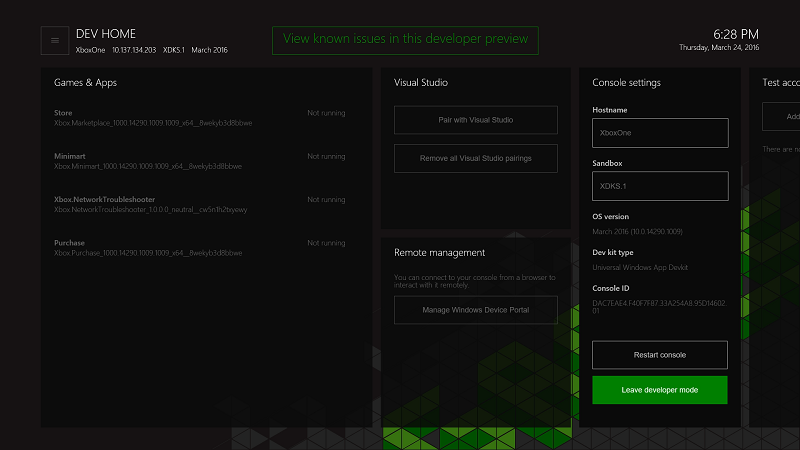 DEV HOME
XboxOne 10.137.134.203 XDKS.1 March 2016
View known issues in this developer preview
6:28 PM
Thursday, March 24, 2016
Games & Apps
Store
Not running
Xbox.Marketplace_1000.14290.1009.1009_x64__8wekyb3d8bbwe
Minimart
Not running
Xbox.Minimart_1000.14290.1009.1009_x64__8wekyb3d8bbwe
Xbox.NetworkTroubleshooter
Not running
Xbox.NetworkTroubleshooter_1.0.0.0_neutral__cw5n1h2txyewy
Purchase
Not running
Xbox.Purchase_1000.14290.1009.1009_x64__8wekyb3d8bbwe
Visual Studio
Pair with Visual Studio
Remove all Visual Studio pairings
Remote management
You can connect to your console from a browser to
interact with it remotely.
Manage Windows Device Portal
Console settings
Hostname
XboxOne
Sandbox
XDKS.1
OS version
March 2016 (10.0.14290.1009)
Dev kit type
Universal Windows App Devkit
Console ID
DAC7EAE4.F40F7F87.33A254A8.95D14602.
01
Restart console
Leave developer mode
Test acco
Add
There are no